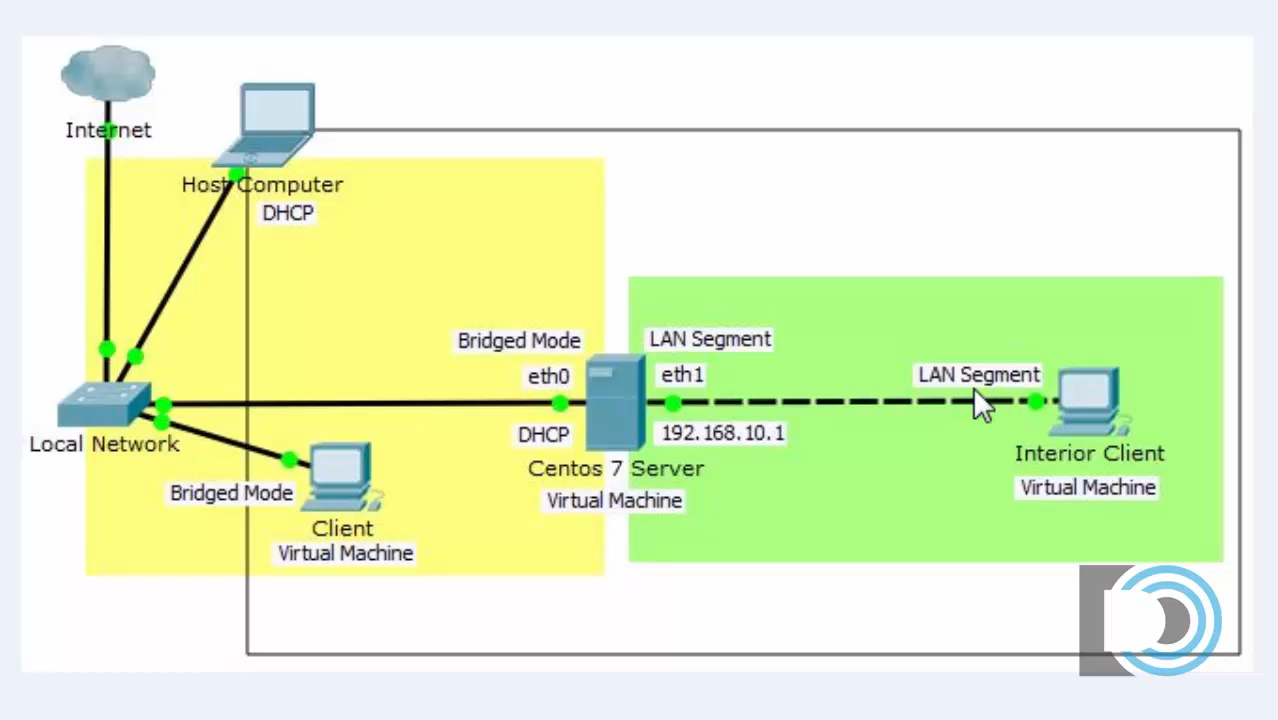 Internet
Host Computer
DHCP
Bridged Mode
LAN Segment
eth0
eth1
LAN Segment
DHCP
192.168.10.1
Local Network
Centos 7 Server
Virtual Machine
Interior Client
Virtual Machine
Bridged Mode
Client
Virtual Machine